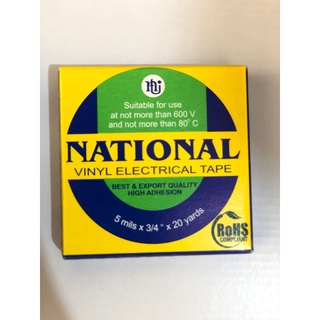 Suitable for use
at not more than 600 V
and not more than 80°C
NATIONAL
VINYL ELECTRICAL TAPE
BEST & EXPORT QUALITY
HIGH ADHESION
5 mils x 3/4 " x 20 yards
RoHS
COMPLIANT